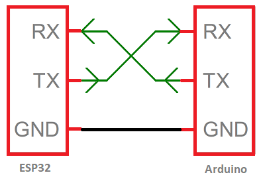 RX RX
TX TX
GND GND
ESP32 Arduino